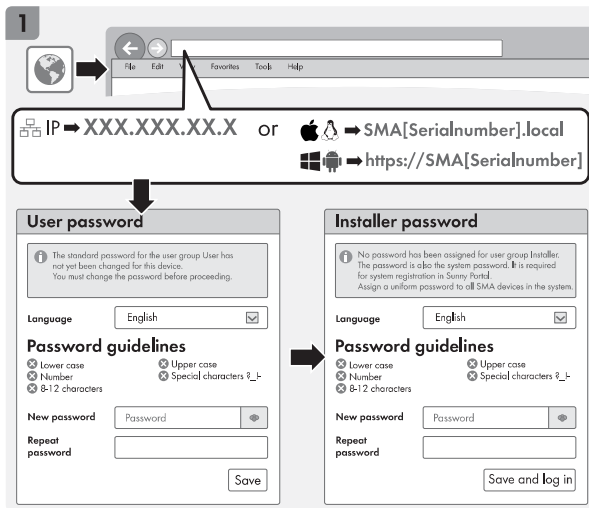 1
File Edit View Favorites Tools Help
IP XXX.XXX.XX.X or SMA[Serialnumber].local
https://SMA[Serialnumber]
User password
The standard password for the user group User has
not yet been changed for this device.
You must change the password before proceeding.
Language English
Password guidelines
Lower case Upper case
Number Special characters ?_!-
8-12 characters
New password Password
Repeat
password
Save
Installer password
No password has been assigned for user group Installer.
The password is also the system password. It is required
for system registration in Sunny Portal.
Assign a uniform password to all SMA devices in the system.
Language English
Password guidelines
Lower case Upper case
Number Special characters ?_!-
8-12 characters
New password Password
Repeat
password
Save and log in